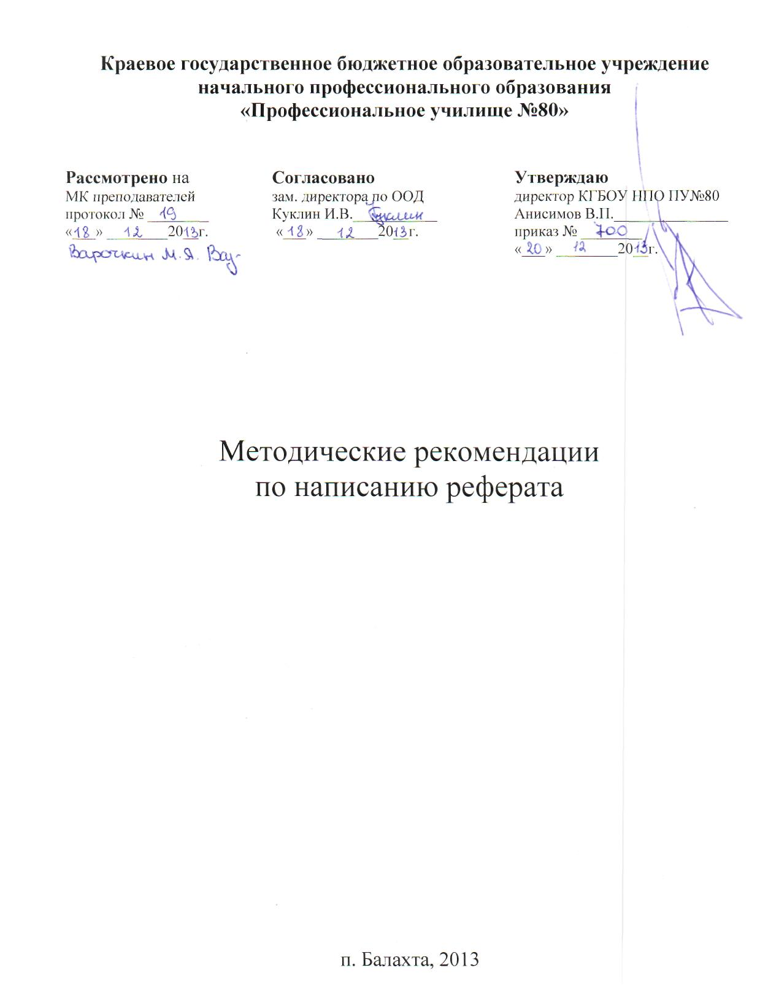 Краевое государственное бюджетное образовательное учреждение
начального профессионального образования
«Профессиональное училище №80»
Рассмотрено на
МК преподавателей
протокол № 19
«18» 12 2013г.
Варочкин М.Я.
Согласовано
зам. директора по ООД
Куклин И.В. Куклин
«18» 12 2013г.
Утверждаю
директор КГБОУ НПО ПУ№80
Анисимов В.П.
приказ № 700
«20» 12 2013г.
Методические рекомендации
по написанию реферата
п. Балахта, 2013